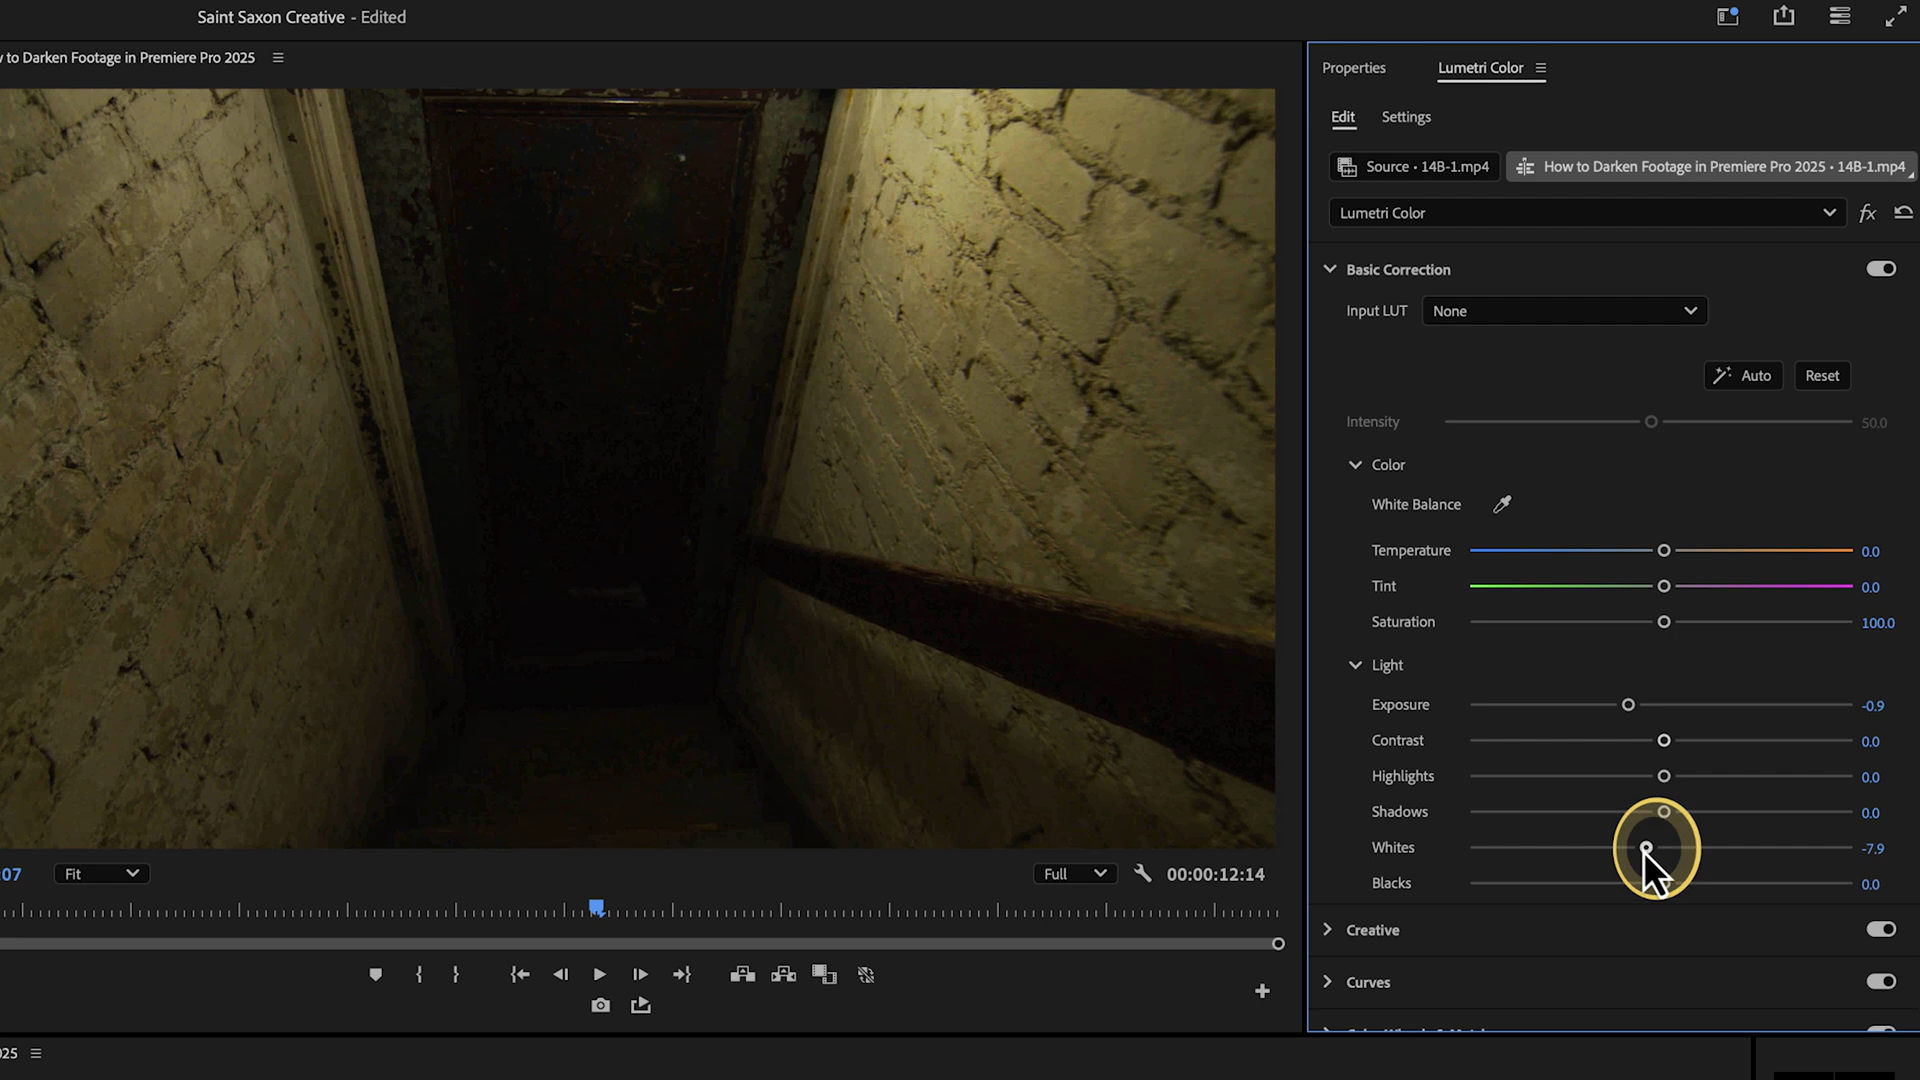 Saint Saxon Creative - Edited
to Darken Footage in Premiere Pro 2025
Properties
Lumetri Color
Edit
Settings
Source • 14B-1.mp4
How to Darken Footage in Premiere Pro 2025 • 14B-1.mp4
Lumetri Color
fx
Basic Correction
Input LUT
None
Auto
Reset
Intensity
50.0
Color
White Balance
Temperature
0.0
Tint
0.0
Saturation
100.0
Light
Exposure
-0.9
Contrast
0.0
Highlights
0.0
Shadows
0.0
Whites
-7.9
Blacks
0.0
:07
Fit
Full
00:00:12:14
Creative
Curves
025